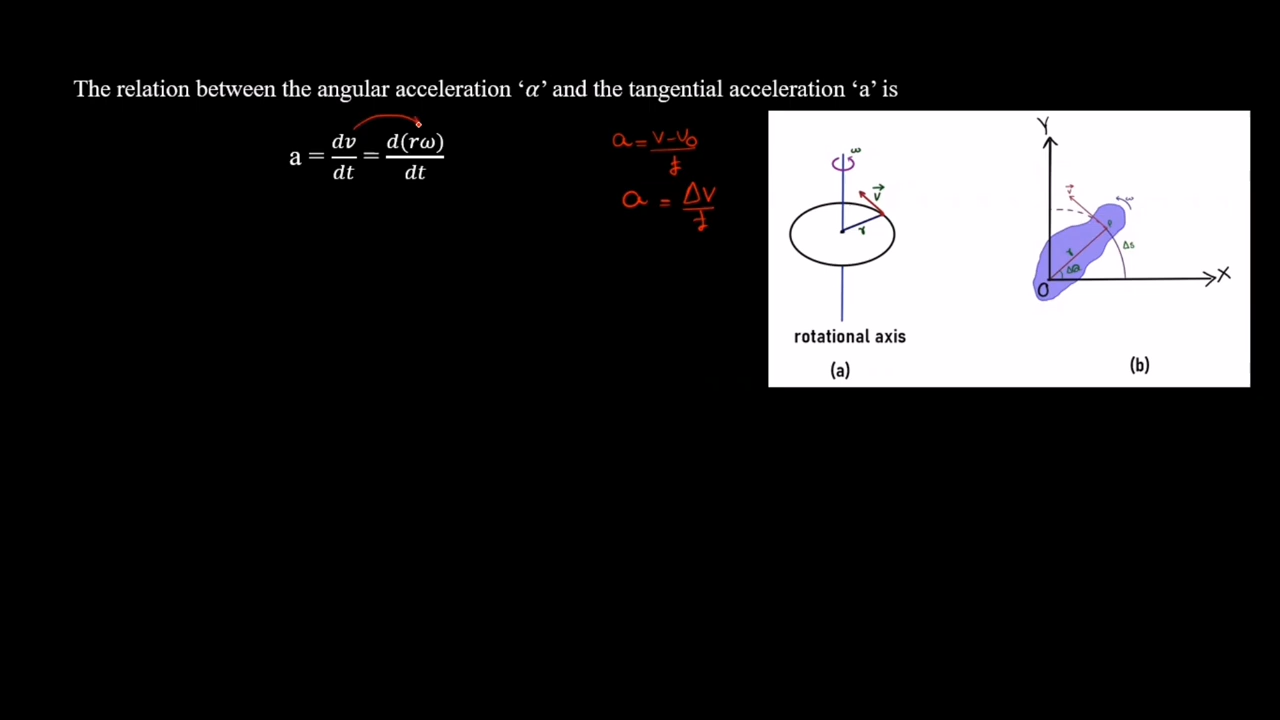 The relation between the angular acceleration ‘α’ and the tangential acceleration ‘a’ is
a = dv/dt = d(rω)/dt
a = v-v₀/t
a = Δv/t
ω
v⃗
r
rotational axis
(a)
Y
v⃗
ω
P
Δs
r
Δθ
O
X
(b)